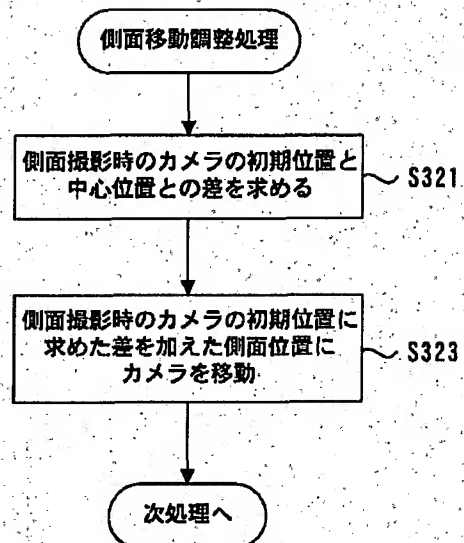 側面移動調整処理
側面撮影時のカメラの初期位置と
中心位置との差を求める
S321
側面撮影時のカメラの初期位置に
求めた差を加えた側面位置に
カメラを移動
S323
次処理へ